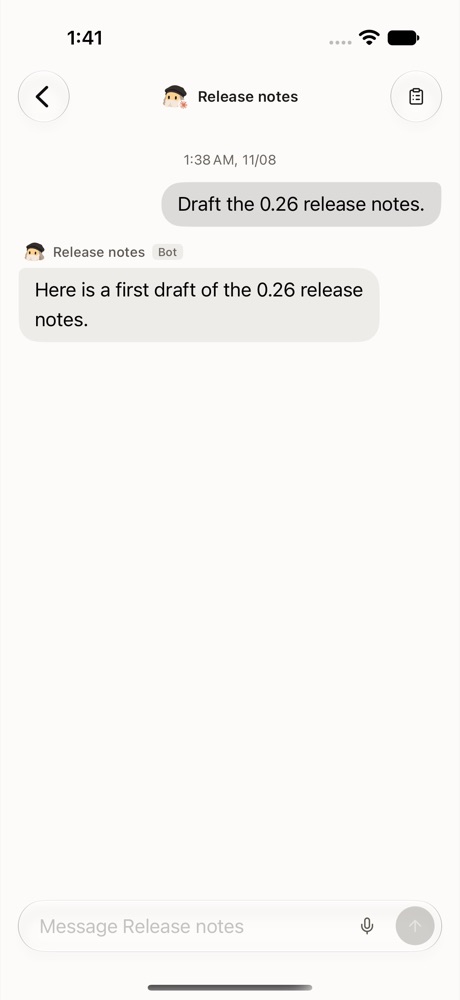 1:41
Release notes
1:38 AM, 11/08
Draft the 0.26 release notes.
Release notes Bot
Here is a first draft of the 0.26 release
notes.
Message Release notes